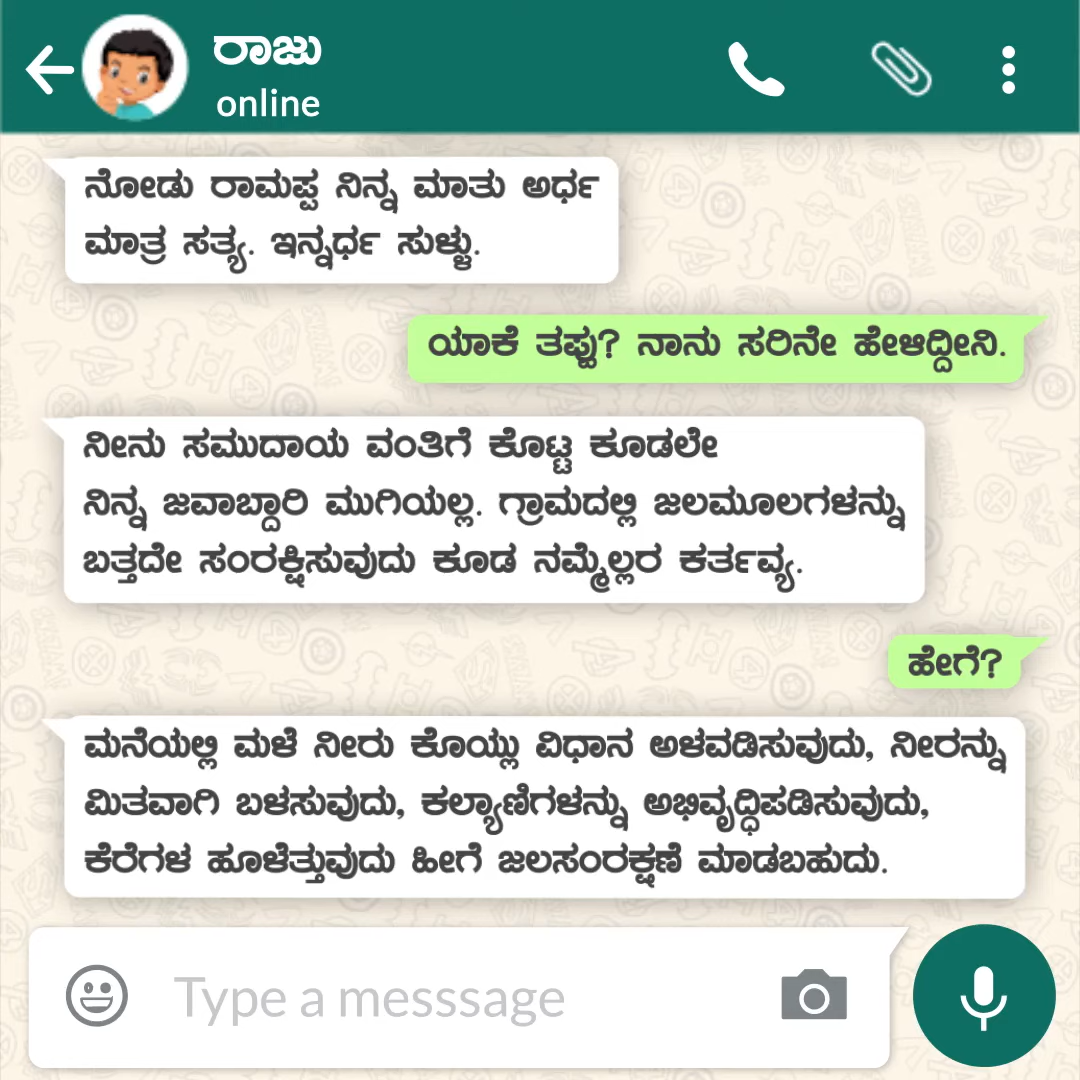 ರಾಜು
online
ನೋಡು ರಾಮಪ್ಪ ನಿನ್ನ ಮಾತು ಅರ್ಧ
ಮಾತ್ರ ಸತ್ಯ. ಇನ್ನರ್ಧ ಸುಳ್ಳು.
ಯಾಕೆ ತಪ್ಪು? ನಾನು ಸರಿನೇ ಹೇಳಿದ್ದೀನಿ.
ನೀನು ಸಮುದಾಯ ವಂತಿಗೆ ಕೊಟ್ಟ ಕೂಡಲೇ
ನಿನ್ನ ಜವಾಬ್ದಾರಿ ಮುಗಿಯಲ್ಲ. ಗ್ರಾಮದಲ್ಲಿ ಜಲಮೂಲಗಳನ್ನು
ಬತ್ತದೇ ಸಂರಕ್ಷಿಸುವುದು ಕೂಡ ನಮ್ಮೆಲ್ಲರ ಕರ್ತವ್ಯ.
ಹೇಗೆ?
ಮನೆಯಲ್ಲಿ ಮಳೆ ನೀರು ಕೊಯ್ಲು ವಿಧಾನ ಅಳವಡಿಸುವುದು, ನೀರನ್ನು
ಮಿತವಾಗಿ ಬಳಸುವುದು, ಕಲ್ಯಾಣಿಗಳನ್ನು ಅಭಿವೃದ್ಧಿಪಡಿಸುವುದು,
ಕೆರೆಗಳ ಹೂಳೆತ್ತುವುದು ಹೀಗೆ ಜಲಸಂರಕ್ಷಣೆ ಮಾಡಬಹುದು.
Type a messsage